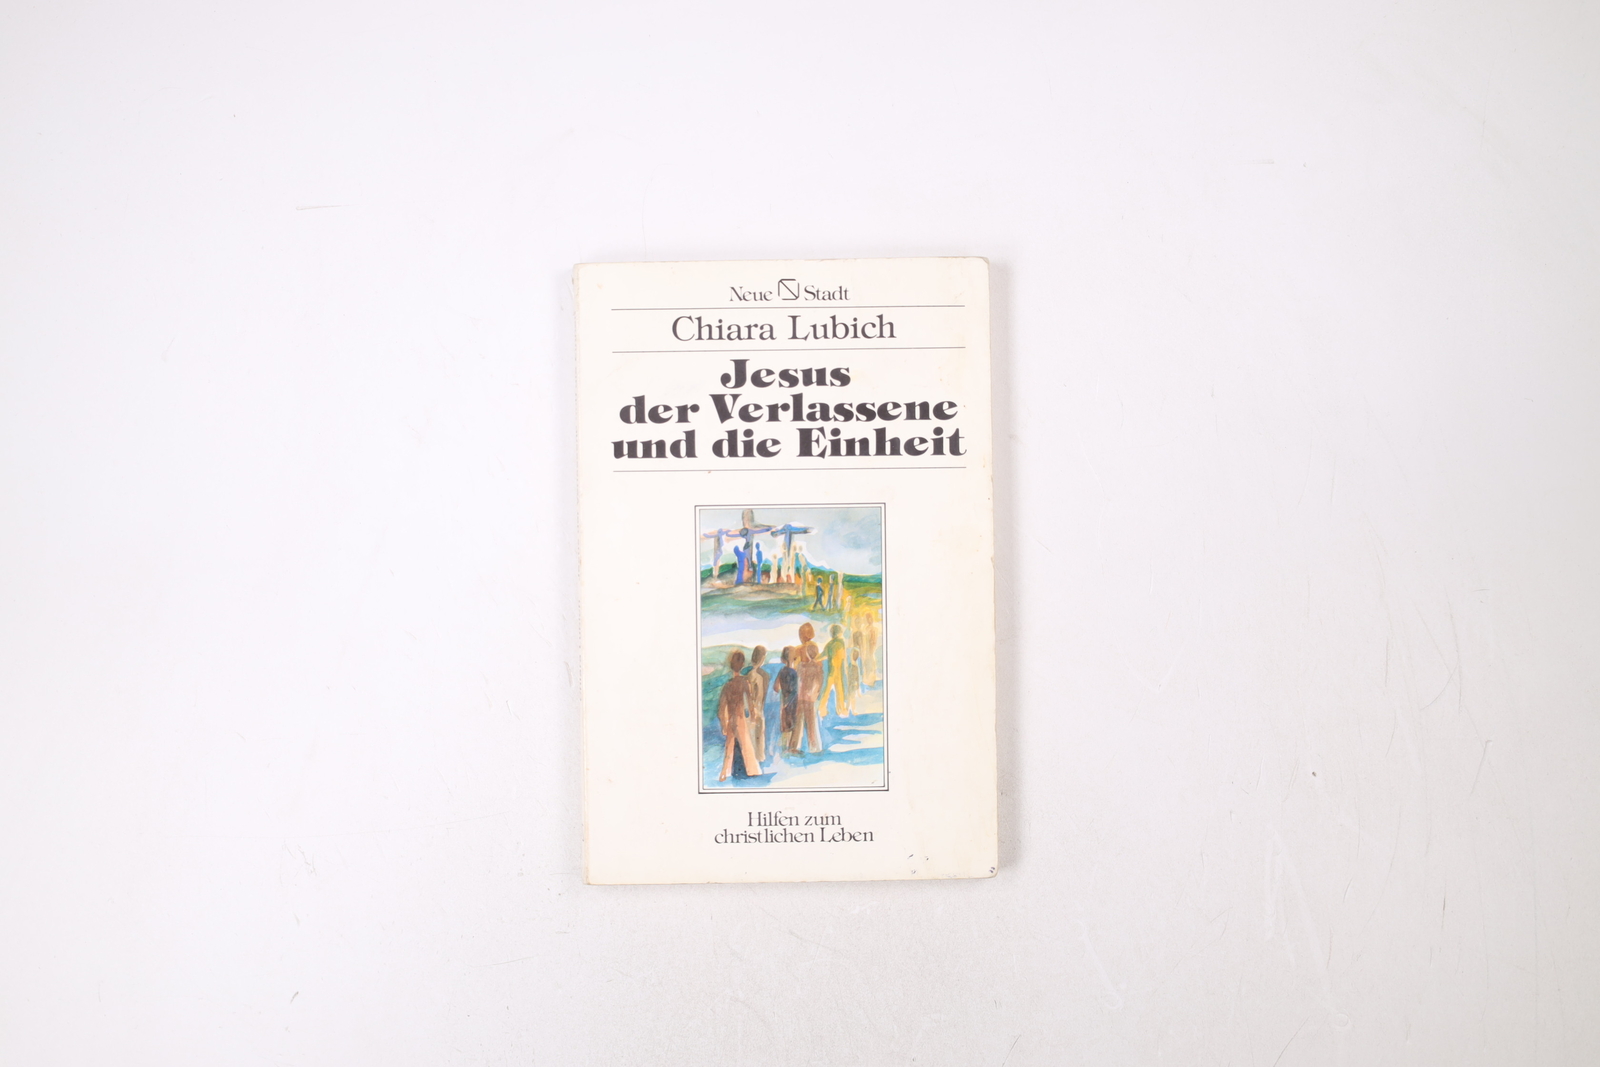 Neue Stadt
Chiara Lubich
Jesus
der Verlassene
und die Einheit
Hilfen zum
christlichen Leben